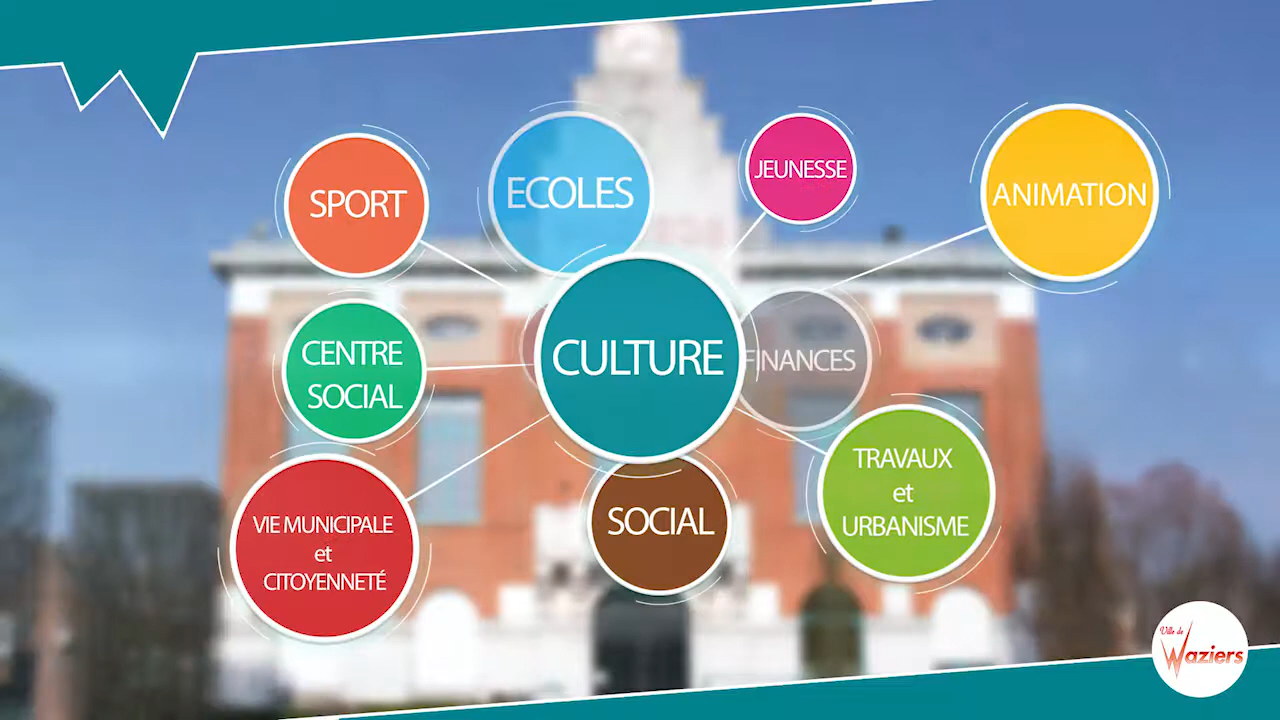 SPORT
ECOLES
JEUNESSE
ANIMATION
CENTRE
SOCIAL
CULTURE
FINANCES
VIE MUNICIPALE
et
CITOYENNETÉ
SOCIAL
TRAVAUX
et
URBANISME
Ville de
Waziers